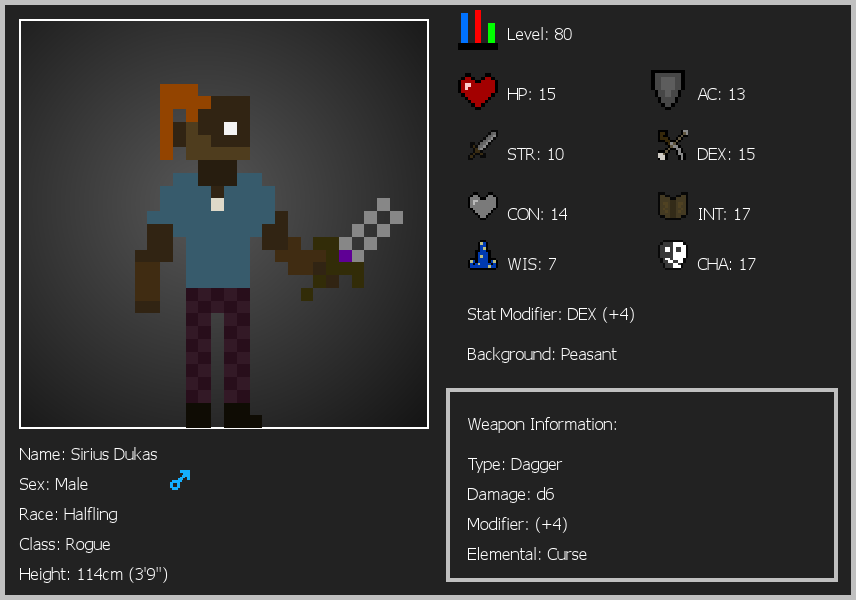 Level: 80
HP: 15
AC: 13
STR: 10
DEX: 15
CON: 14
INT: 17
WIS: 7
CHA: 17
Stat Modifier: DEX (+4)
Background: Peasant
Weapon Information:
Type: Dagger
Damage: d6
Modifier: (+4)
Elemental: Curse
Name: Sirius Dukas
Sex: Male
Race: Halfling
Class: Rogue
Height: 114cm (3'9")